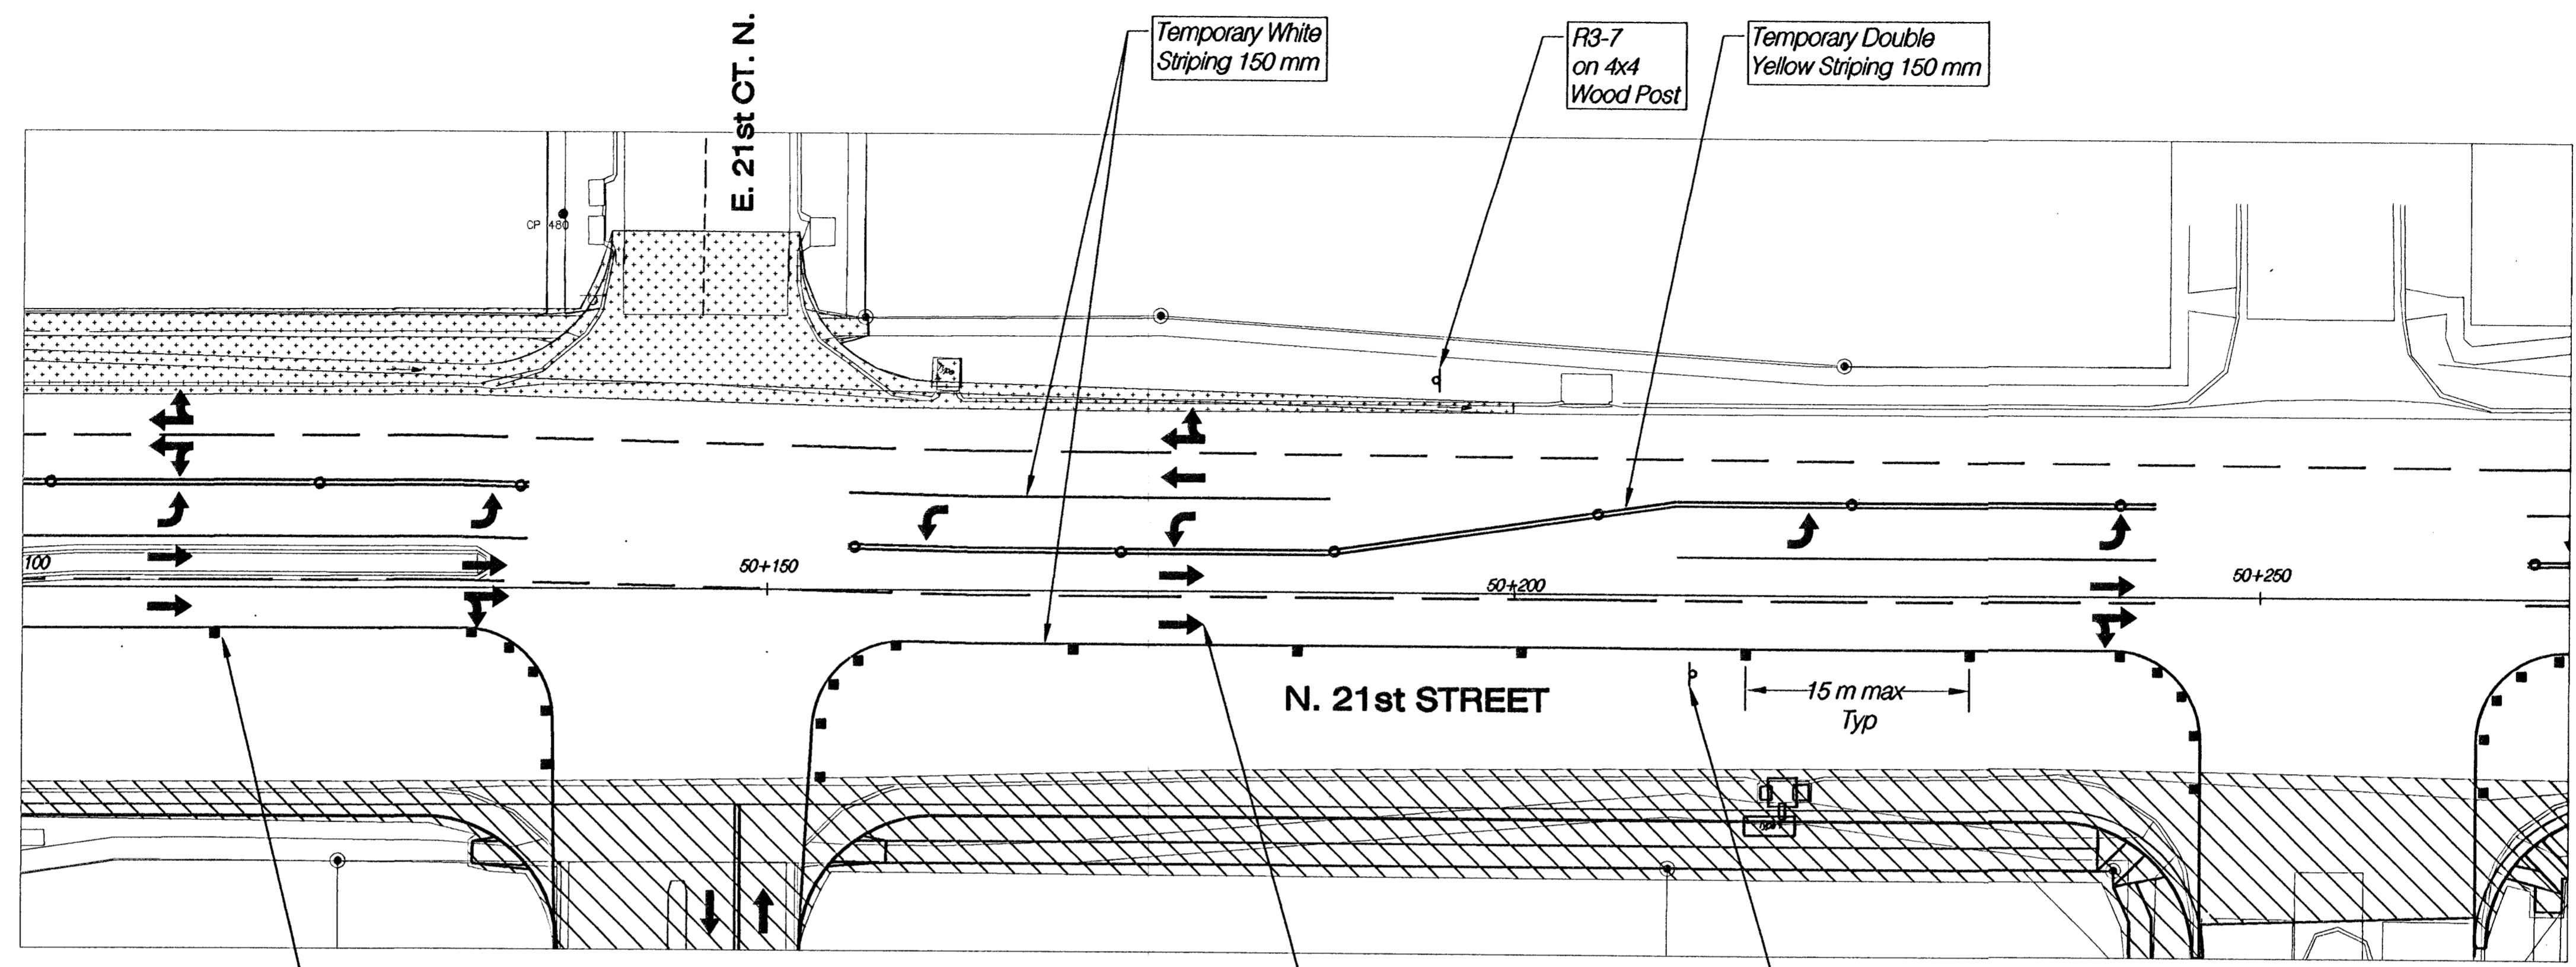 E. 21st CT. N.
Temporary White
Striping 150 mm
R3-7
on 4x4
Wood Post
Temporary Double
Yellow Striping 150 mm
CP 480
100
50+150
50+200
50+250
N. 21st STREET
15 m max
Typ